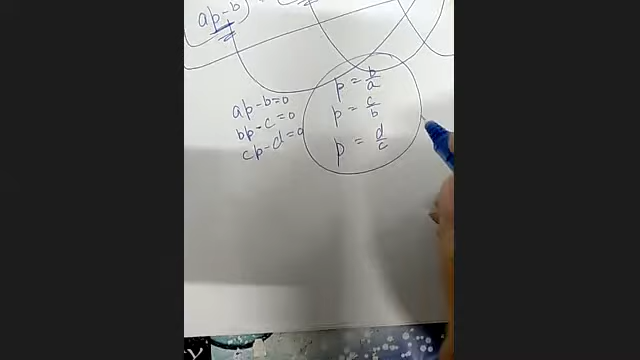 ap-b
ap-b=0
bp-c=0
cp-d=0
p = b/a
p = c/b
p = d/c